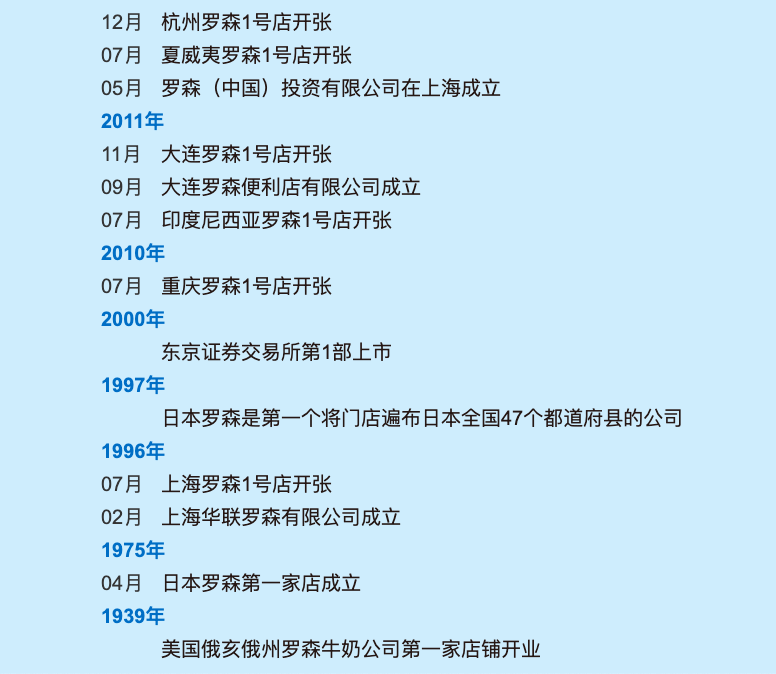 12月 杭州罗森1号店开张
07月 夏威夷罗森1号店开张
05月 罗森（中国）投资有限公司在上海成立
2011年
11月 大连罗森1号店开张
09月 大连罗森便利店有限公司成立
07月 印度尼西亚罗森1号店开张
2010年
07月 重庆罗森1号店开张
2000年
东京证券交易所第1部上市
1997年
日本罗森是第一个将门店遍布日本全国47个都道府县的公司
1996年
07月 上海罗森1号店开张
02月 上海华联罗森有限公司成立
1975年
04月 日本罗森第一家店成立
1939年
美国俄亥俄州罗森牛奶公司第一家店铺开业